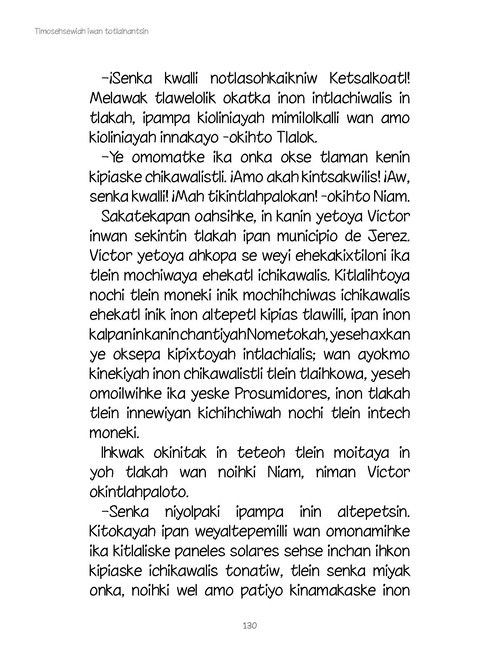 Timosehsewiah iwan totlalnantsin
–¡Senka kwalli notlasohkaikniw Ketsalkoatl!
Melawak tlawelolik okatka inon intlachiwalis in
tlakah, ipampa kioliniayah mimilolkalli wan amo
kioliniayah innakayo -okihto Tlalok.
–Ye omomatke ika onka okse tlaman kenin
kipiaske chikawalistli. ¡Amo akah kintsakwilis! ¡Aw,
senka kwalli! ¡Mah tikintlahpalokan! -okihto Niam.
Sakatekapan oahsihke, in kanin yetoya Victor
inwan sekintin tlakah ipan municipio de Jerez.
Victor yetoya ahkopa se weyi ehekakixtiloni ika
tlein mochiwaya ehekatl ichikawalis. Kitlalihtoya
nochi tlein moneki inik mochihchiwas ichikawalis
ehekatl inik inon altepetl kipias tlawilli, ipan inon
kalpan in kanin chantiyah Nometokah, yeseh axkan
ye oksepa kipixtoyah intlachialis; wan ayokmo
kinekiyah inon chikawalistli tlein tlaihkowa, yeseh
omoilwihke ika yeske Prosumidores, inon tlakah
tlein innewiyan kichihchiwah nochi tlein intech
moneki.
Ihkwak okinitak in teteoh tlein moitaya in
yoh tlakah wan noihki Niam, niman Victor
okintlahpaloto.
–Senka niyolpaki ipampa inin altepetsin.
Kitokayah ipan weyaltepemilli wan omonamihke
ika kitlaliske paneles solares sehse inchan ihkon
kipiaske ichikawalis tonatiw, tlein senka miyak
onka, noihki wel amo patiyo kinamakaske inon
130